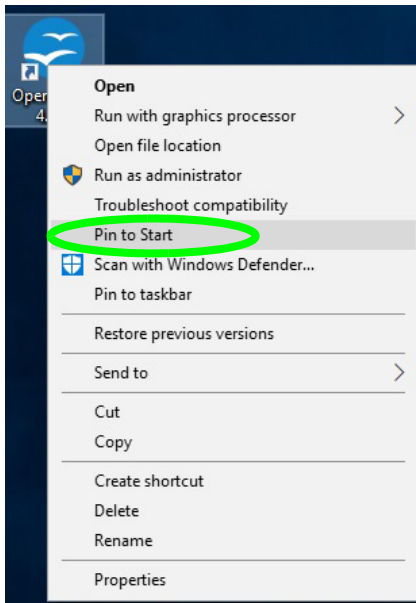 Oper
4.
Open
Run with graphics processor
Open file location
Run as administrator
Troubleshoot compatibility
Pin to Start
Scan with Windows Defender...
Pin to taskbar
Restore previous versions
Send to
Cut
Copy
Create shortcut
Delete
Rename
Properties